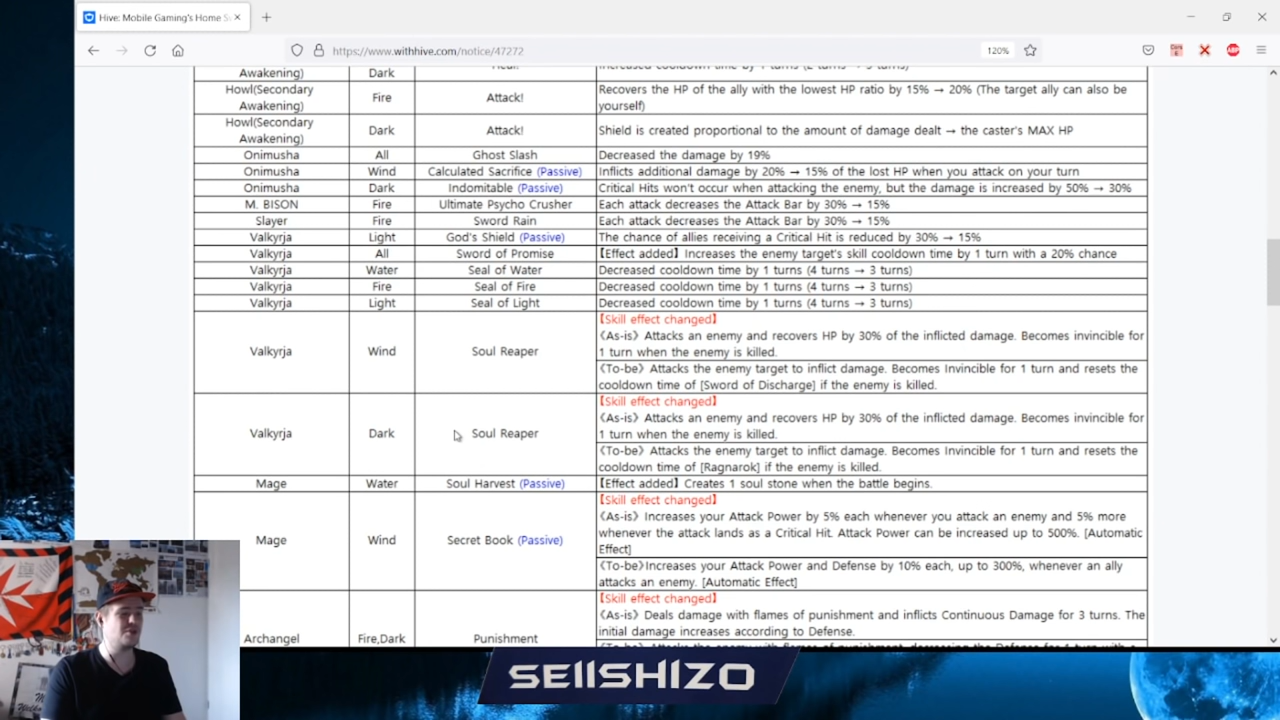 Hive: Mobile Gaming's Home S
https://www.withhive.com/notice/47272
120%
Awakening) Dark
Howl(Secondary Awakening) Fire Attack! Recovers the HP of the ally with the lowest HP ratio by 15% → 20% (The target ally can also be
yourself)
Howl(Secondary Awakening) Dark Attack! Shield is created proportional to the amount of damage dealt → the caster's MAX HP
Onimusha All Ghost Slash Decreased the damage by 19%
Onimusha Wind Calculated Sacrifice (Passive) Inflicts additional damage by 20% → 15% of the lost HP when you attack on your turn
Onimusha Dark Indomitable (Passive) Critical Hits won't occur when attacking the enemy, but the damage is increased by 50% → 30%
M. BISON Fire Ultimate Psycho Crusher Each attack decreases the Attack Bar by 30% → 15%
Slayer Fire Sword Rain Each attack decreases the Attack Bar by 30% → 15%
Valkyrja Light God's Shield (Passive) The chance of allies receiving a Critical Hit is reduced by 30% → 15%
Valkyrja All Sword of Promise 【Effect added】 Increases the enemy target's skill cooldown time by 1 turn with a 20% chance
Valkyrja Water Seal of Water Decreased cooldown time by 1 turns (4 turns → 3 turns)
Valkyrja Fire Seal of Fire Decreased cooldown time by 1 turns (4 turns → 3 turns)
Valkyrja Light Seal of Light Decreased cooldown time by 1 turns (4 turns → 3 turns)
Valkyrja Wind Soul Reaper 【Skill effect changed】
《As-is》 Attacks an enemy and recovers HP by 30% of the inflicted damage. Becomes invincible for
1 turn when the enemy is killed.
《To-be》 Attacks the enemy target to inflict damage. Becomes Invincible for 1 turn and resets the
cooldown time of [Sword of Discharge] if the enemy is killed.
Valkyrja Dark Soul Reaper 【Skill effect changed】
《As-is》 Attacks an enemy and recovers HP by 30% of the inflicted damage. Becomes invincible for
1 turn when the enemy is killed.
《To-be》 Attacks the enemy target to inflict damage. Becomes Invincible for 1 turn and resets the
cooldown time of [Ragnarok] if the enemy is killed.
Mage Water Soul Harvest (Passive) 【Effect added】 Creates 1 soul stone when the battle begins.
Mage Wind Secret Book (Passive) 【Skill effect changed】
《As-is》 Increases your Attack Power by 5% each whenever you attack an enemy and 5% more
whenever the attack lands as a Critical Hit. Attack Power can be increased up to 500%. [Automatic
Effect]
《To-be》Increases your Attack Power and Defense by 10% each, up to 300%, whenever an ally
attacks an enemy. [Automatic Effect]
Archangel Fire,Dark Punishment 【Skill effect changed】
《As-is》 Deals damage with flames of punishment and inflicts Continuous Damage for 3 turns. The
initial damage increases according to Defense.
SEIISHIZO